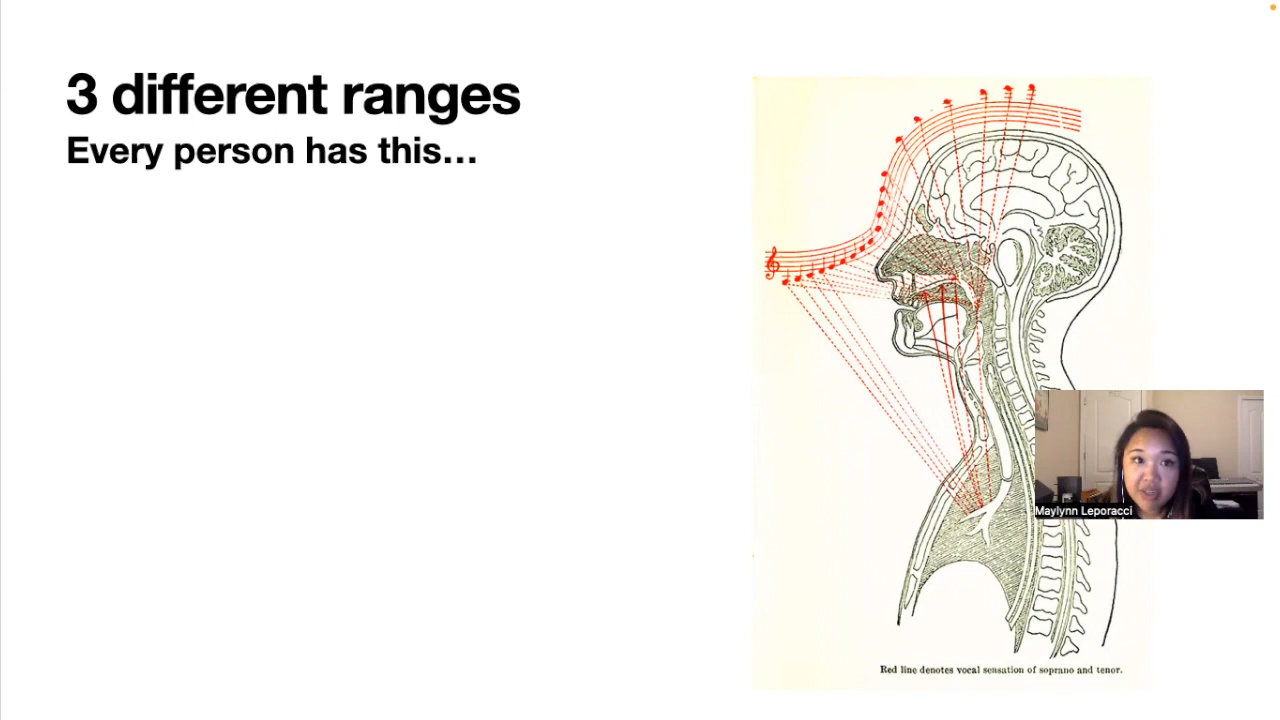 3 different ranges
Every person has this…
Maylynn Leporacci
Red line denotes vocal sensation of soprano and tenor.